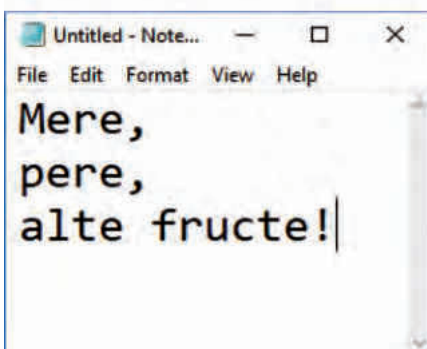 Untitled - Note...
File Edit Format View Help
Mere,
pere,
alte fructe!